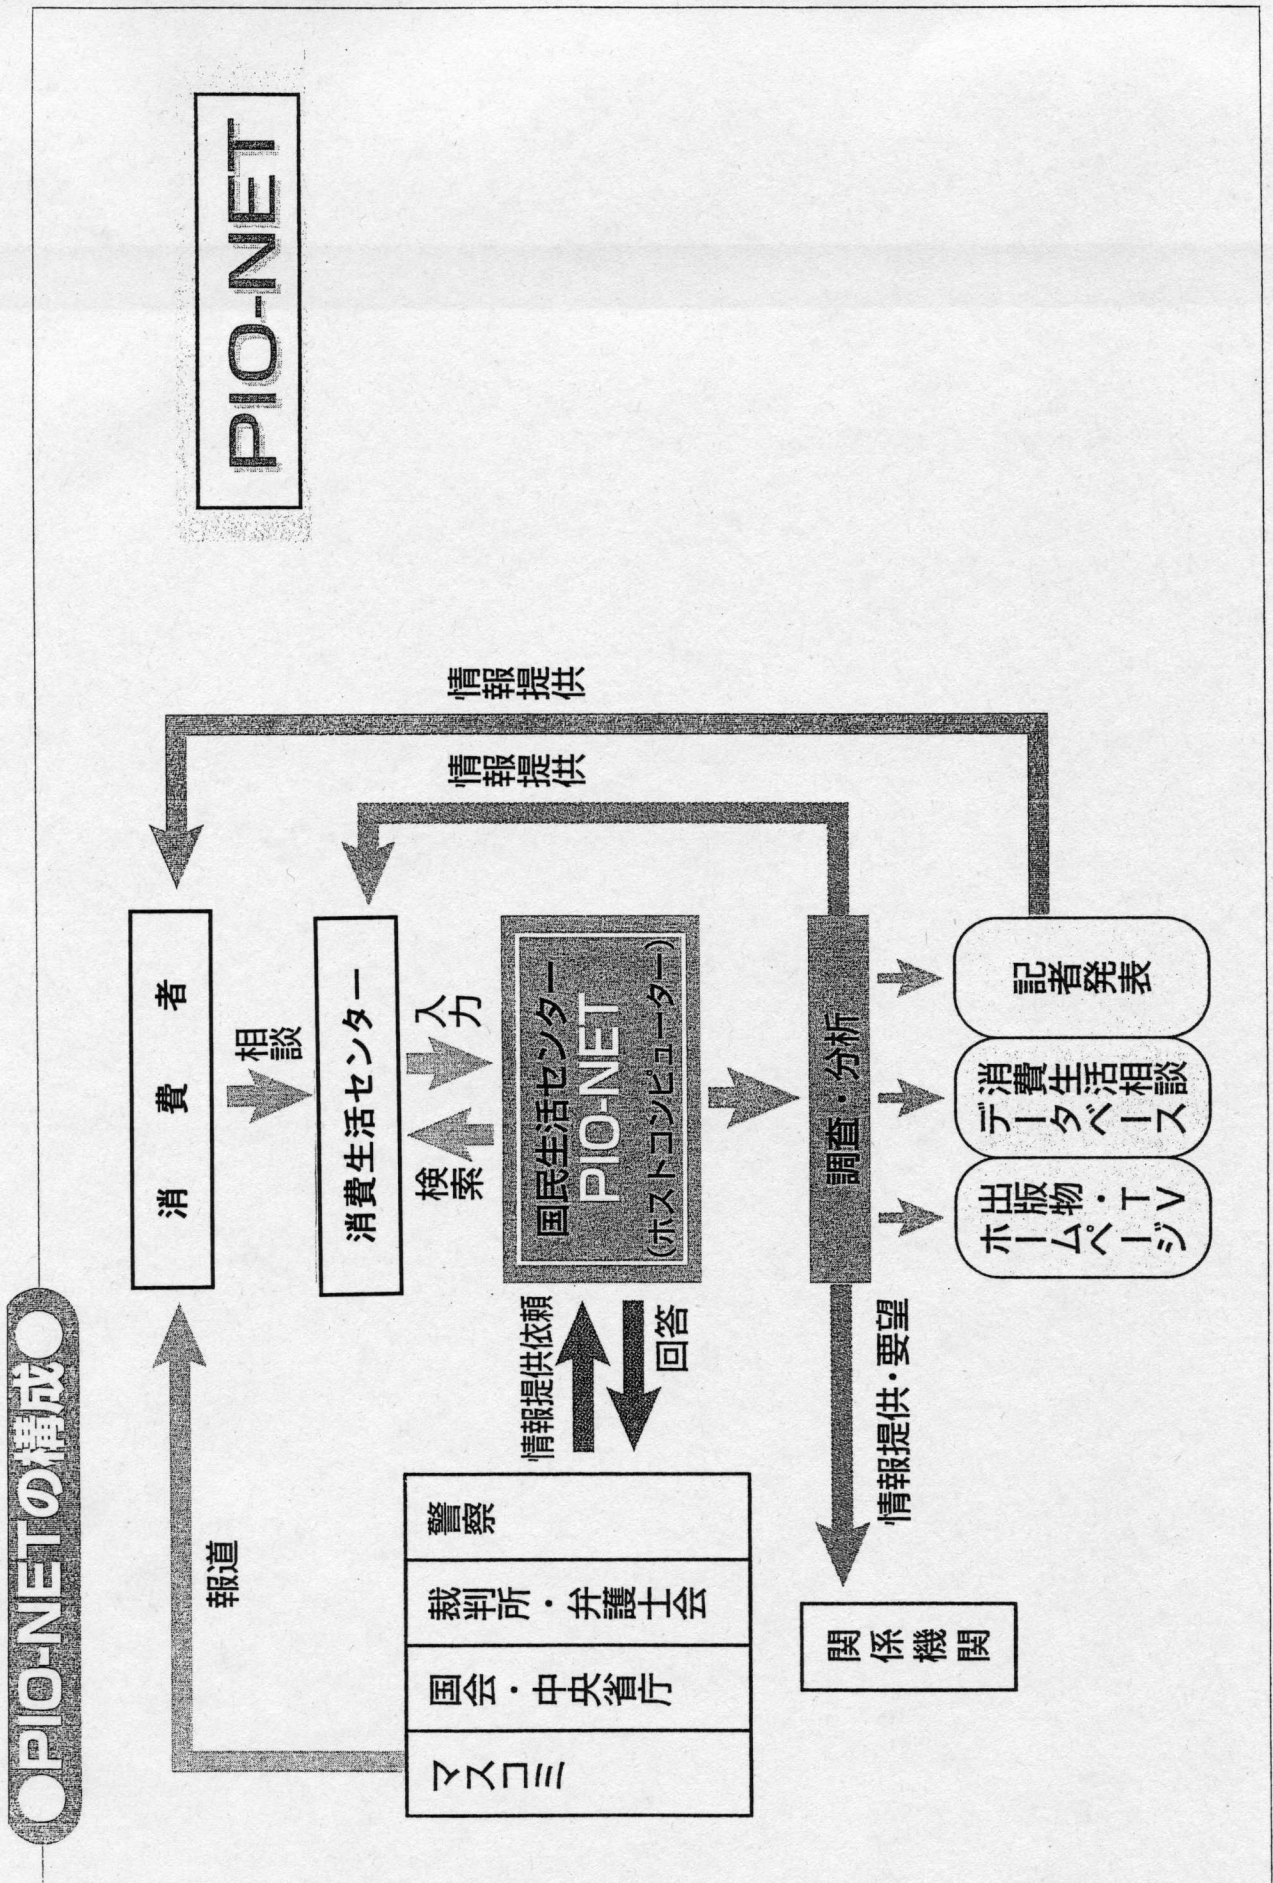 PIO-NETの構成
PIO-NET
消費者
相談
消費生活センター
検索
入力
国民生活センター
PIO-NET
(ホストコンピューター)
情報提供依頼
回答
報道
マスコミ
国会・中央省庁
裁判所・弁護士会
警察
調査・分析
情報提供・要望
関係機関
出版物・TV
ホームページ
消費生活相談
データベース
記者発表
情報提供
情報提供